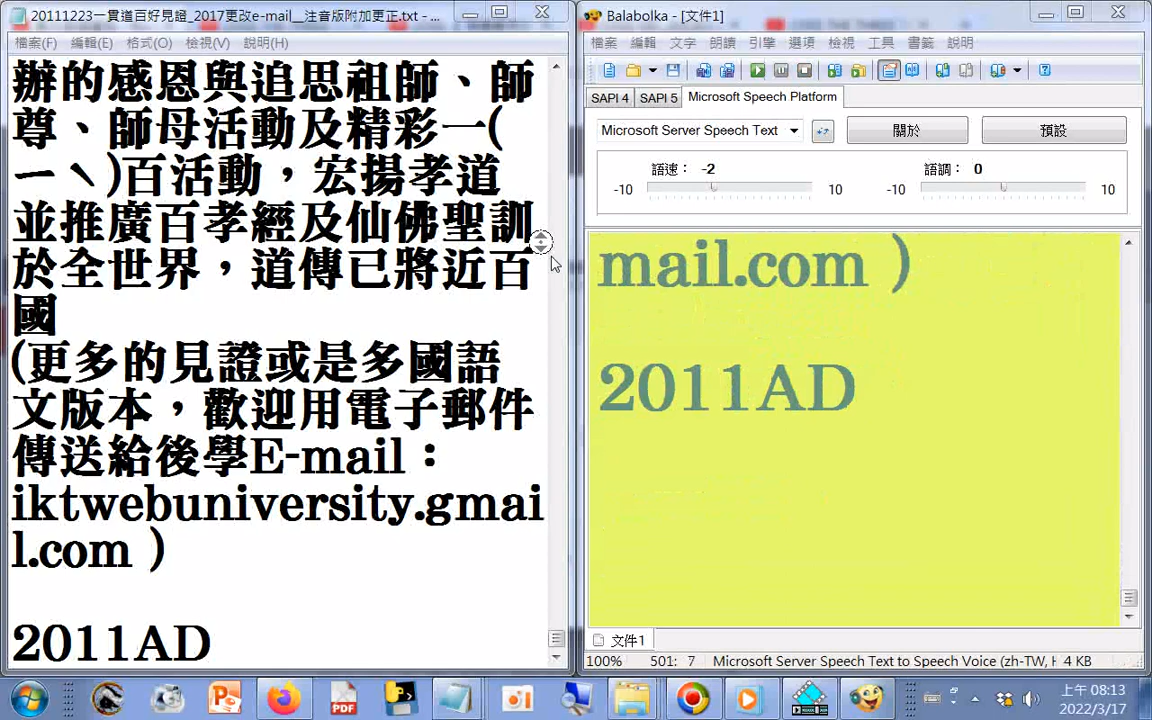 20111223一貫道百好見證_2017更改e-mail__注音版附加更正.txt - ...
檔案(F) 編輯(E) 格式(O) 檢視(V) 說明(H)
辦的感恩與追思祖師、師
尊、師母活動及精彩一(
ㄧㄟ)百活動，宏揚孝道
並推廣百孝經及仙佛聖訓
於全世界，道傳已將近百
國
(更多的見證或是多國語
文版本，歡迎用電子郵件
傳送給後學E-mail：
iktwebuniversity.gmai
l.com )
2011AD
Balabolka - [文件1]
檔案 編輯 文字 朗讀 引擎 選項 檢視 工具 書籤 說明
SAPI 4 SAPI 5 Microsoft Speech Platform
Microsoft Server Speech Text 關於 預設
語速： -2 語調： 0
-10 10 -10 10
mail.com )
2011AD
文件1
100% 501: 7 Microsoft Server Speech Text to Speech Voice (zh-TW, H 4 KB
PDF
上午 08:13
2022/3/17